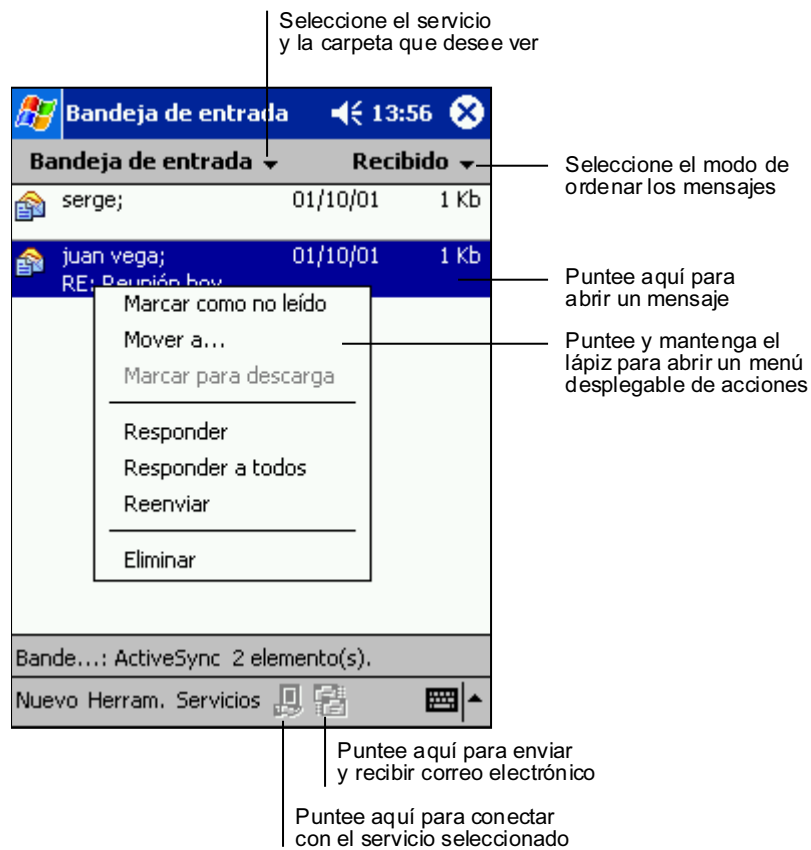 Seleccione el servicio
y la carpeta que desee ver
Bandeja de entrada 13:56
Bandeja de entrada Recibido
Seleccione el modo de
ordenar los mensajes
serge; 01/10/01 1 Kb
juan vega; 01/10/01 1 Kb
RE: Reunión hoy
Puntee aquí para
abrir un mensaje
Marcar como no leído
Mover a...
Marcar para descarga
Puntee y mantenga el
lápiz para abrir un menú
desplegable de acciones
Responder
Responder a todos
Reenviar
Eliminar
Bande...: ActiveSync 2 elemento(s).
Nuevo Herram. Servicios
Puntee aquí para enviar
y recibir correo electrónico
Puntee aquí para conectar
con el servicio seleccionado